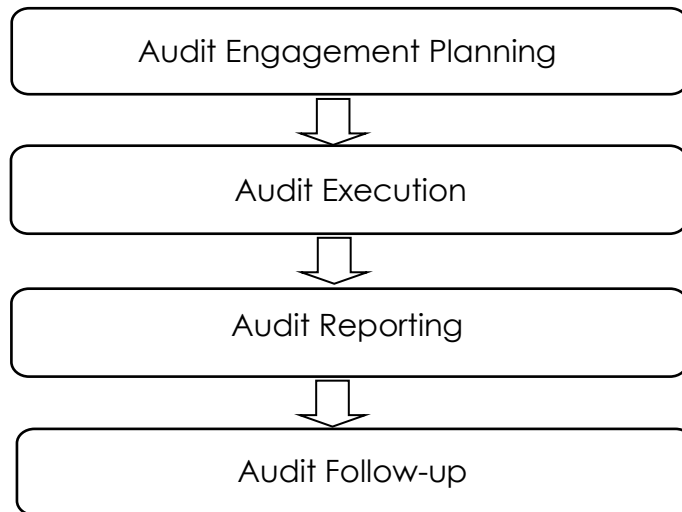 Audit Engagement Planning
Audit Execution
Audit Reporting
Audit Follow-up